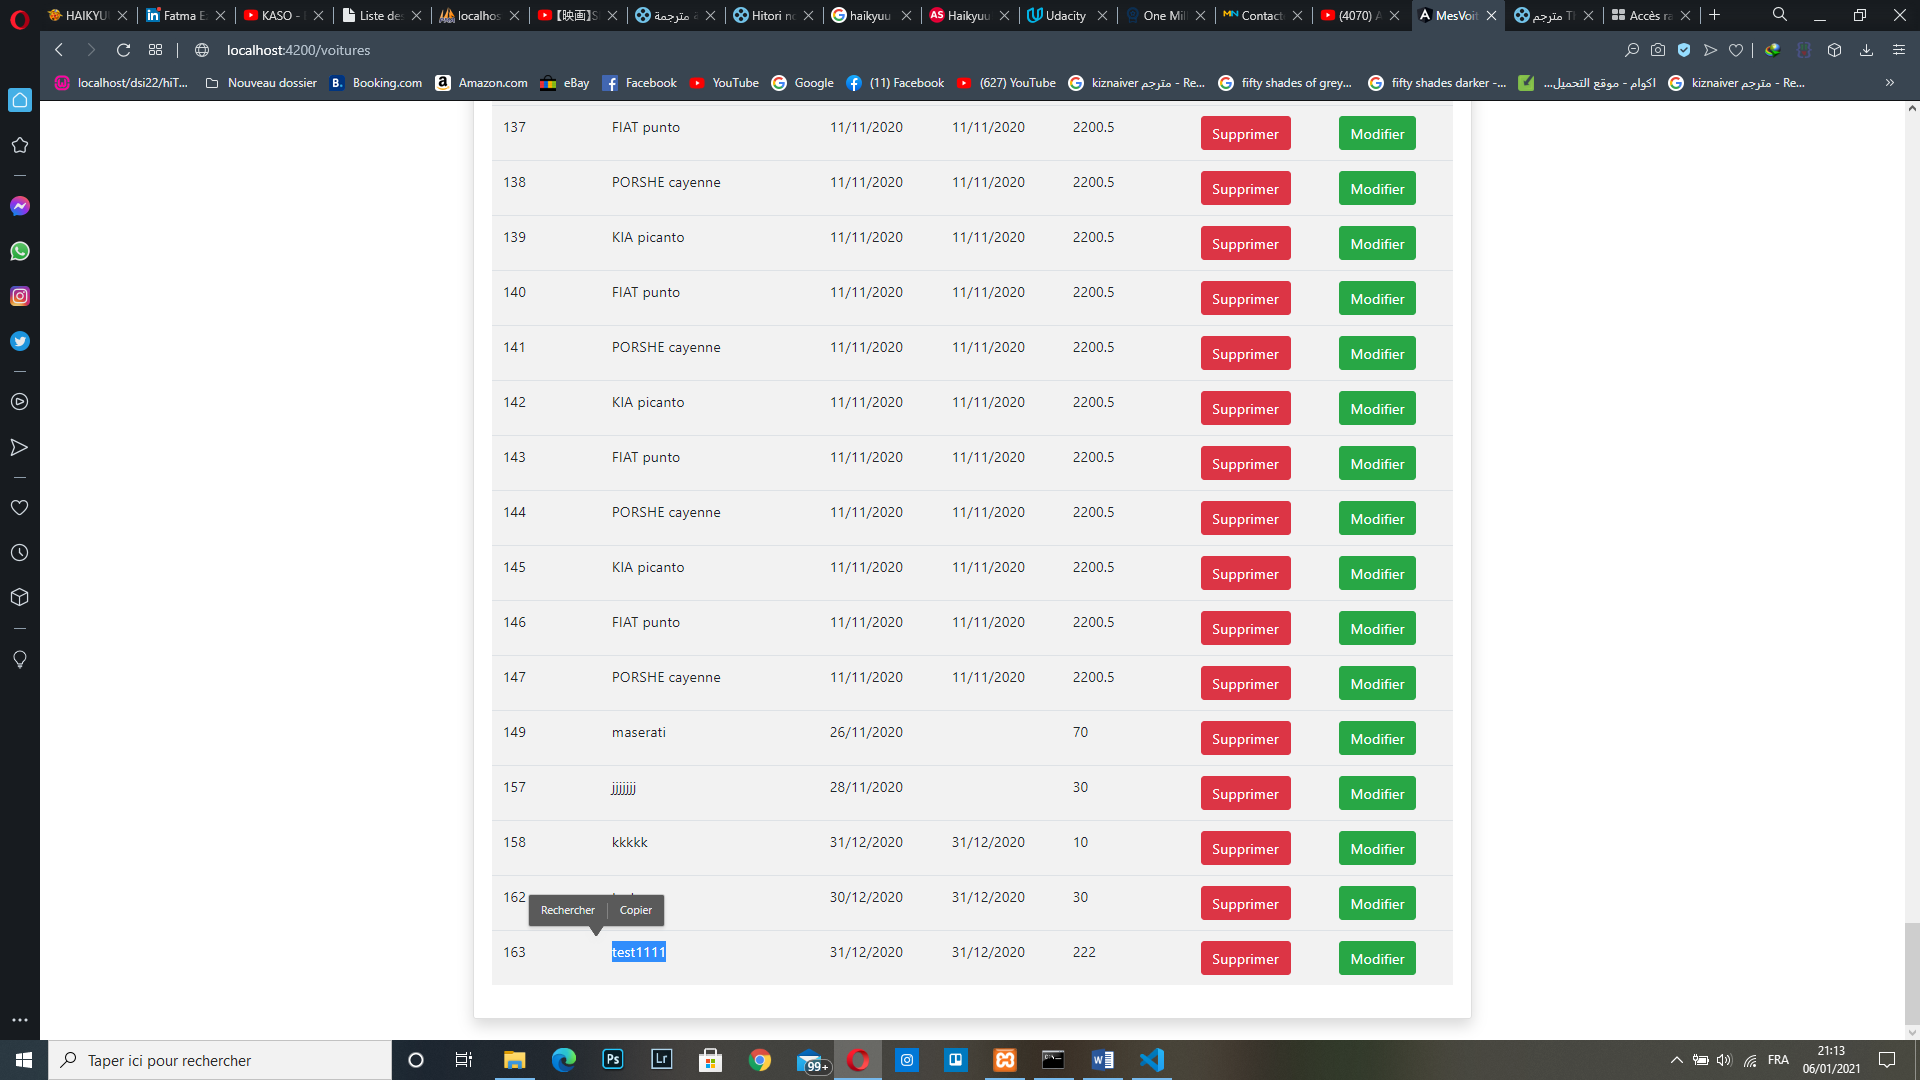 HAIKYU
Fatma E
KASO -
Liste de
localhos
【映画】S
مترجمة
Hitori n
haikyuu
Haikyuu
Udacity
One Mil
Contact
(4070) A
MesVoit
مترجم T
Accès ra
localhost:4200/voitures
localhost/dsi22/hiT...
Nouveau dossier
Booking.com
Amazon.com
eBay
Facebook
YouTube
Google
(11) Facebook
(627) YouTube
kiznaiver مترجم - Re...
fifty shades of grey...
fifty shades darker -...
اكوام - موقع التحميل...
kiznaiver مترجم - Re...
137 FIAT punto 11/11/2020 11/11/2020 2200.5 Supprimer Modifier
138 PORSHE cayenne 11/11/2020 11/11/2020 2200.5 Supprimer Modifier
139 KIA picanto 11/11/2020 11/11/2020 2200.5 Supprimer Modifier
140 FIAT punto 11/11/2020 11/11/2020 2200.5 Supprimer Modifier
141 PORSHE cayenne 11/11/2020 11/11/2020 2200.5 Supprimer Modifier
142 KIA picanto 11/11/2020 11/11/2020 2200.5 Supprimer Modifier
143 FIAT punto 11/11/2020 11/11/2020 2200.5 Supprimer Modifier
144 PORSHE cayenne 11/11/2020 11/11/2020 2200.5 Supprimer Modifier
145 KIA picanto 11/11/2020 11/11/2020 2200.5 Supprimer Modifier
146 FIAT punto 11/11/2020 11/11/2020 2200.5 Supprimer Modifier
147 PORSHE cayenne 11/11/2020 11/11/2020 2200.5 Supprimer Modifier
149 maserati 26/11/2020 70 Supprimer Modifier
157 jjjjjjj 28/11/2020 30 Supprimer Modifier
158 kkkkk 31/12/2020 31/12/2020 10 Supprimer Modifier
162 30/12/2020 31/12/2020 30 Supprimer Modifier
Rechercher Copier
163 test1111 31/12/2020 31/12/2020 222 Supprimer Modifier
Taper ici pour rechercher
99+
FRA
21:13
06/01/2021